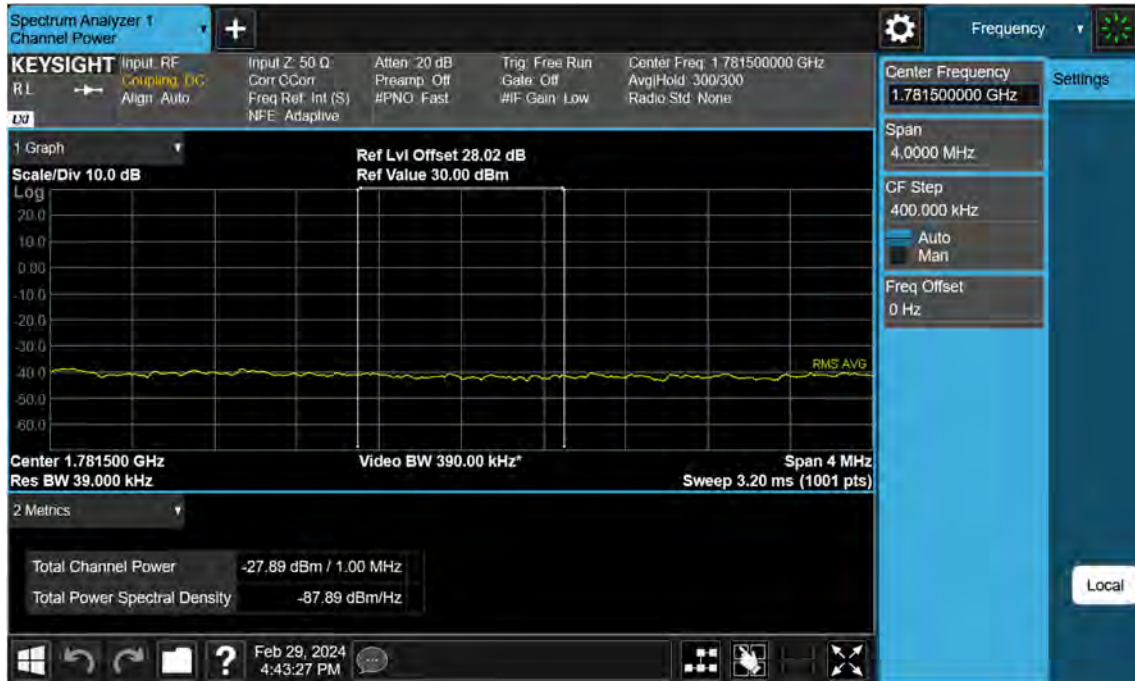 Spectrum Analyzer 1
Channel Power
Frequency
KEYSIGHT
RL
LXI
Input: RF
Coupling: DC
Align: Auto
Input Z: 50 Ω
Corr CCorr
Freq Ref: Int (S)
NFE: Adaptive
Atten: 20 dB
Preamp: Off
#PNO: Fast
Trig: Free Run
Gate: Off
#IF Gain: Low
Center Freq: 1.781500000 GHz
Avg|Hold: 300/300
Radio Std: None
1 Graph
Scale/Div 10.0 dB
Ref Lvl Offset 28.02 dB
Ref Value 30.00 dBm
Log
20.0
10.0
0.00
-10.0
-20.0
-30.0
-40.0
-50.0
-60.0
RMS AVG
Center 1.781500 GHz
Res BW 39.000 kHz
Video BW 390.00 kHz*
Span 4 MHz
Sweep 3.20 ms (1001 pts)
2 Metrics
Total Channel Power -27.89 dBm / 1.00 MHz
Total Power Spectral Density -87.89 dBm/Hz
Center Frequency
1.781500000 GHz
Span
4.0000 MHz
CF Step
400.000 kHz
Auto
Man
Freq Offset
0 Hz
Settings
Local
?
Feb 29, 2024
4:43:27 PM